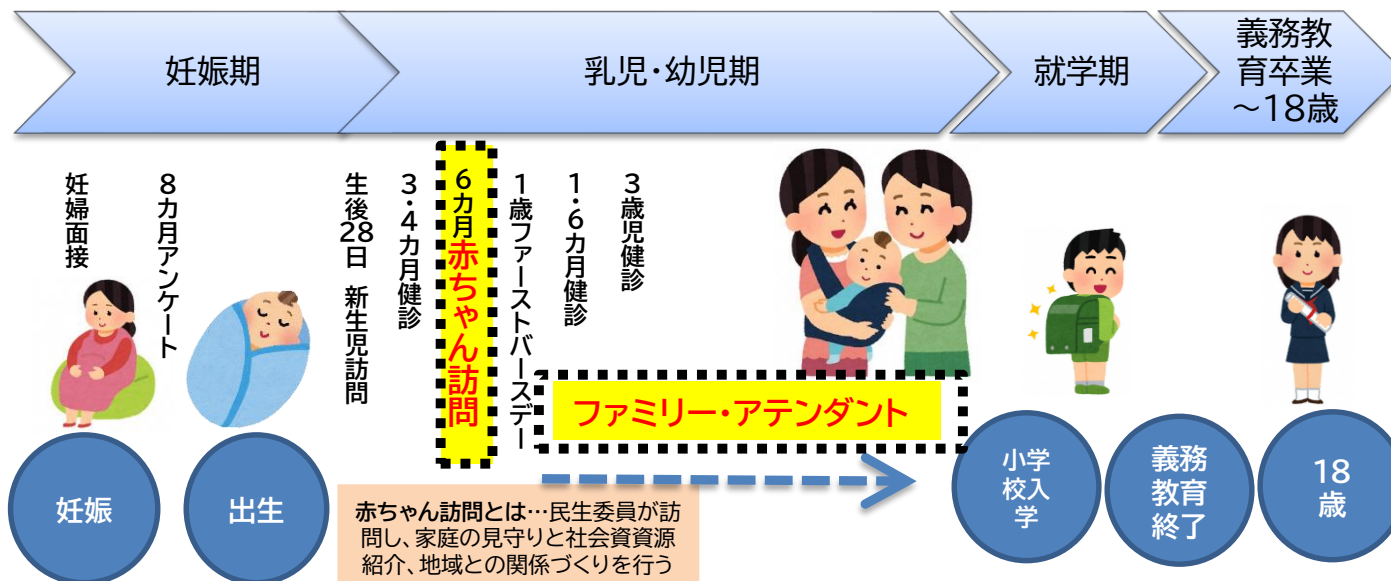 妊娠期
乳児・幼児期
就学期
義務教
育卒業
～18歳
妊婦面接
8カ月アンケート
生後28日 新生児訪問
3・4カ月健診
6カ月赤ちゃん訪問
1歳ファーストバースデー
1・6カ月健診
3歳児健診
ファミリー・アテンダント
妊娠
出生
小学
校入
学
義務
教育
終了
18
歳
赤ちゃん訪問とは…民生委員が訪
問し、家庭の見守りと社会資資源
紹介、地域との関係づくりを行う